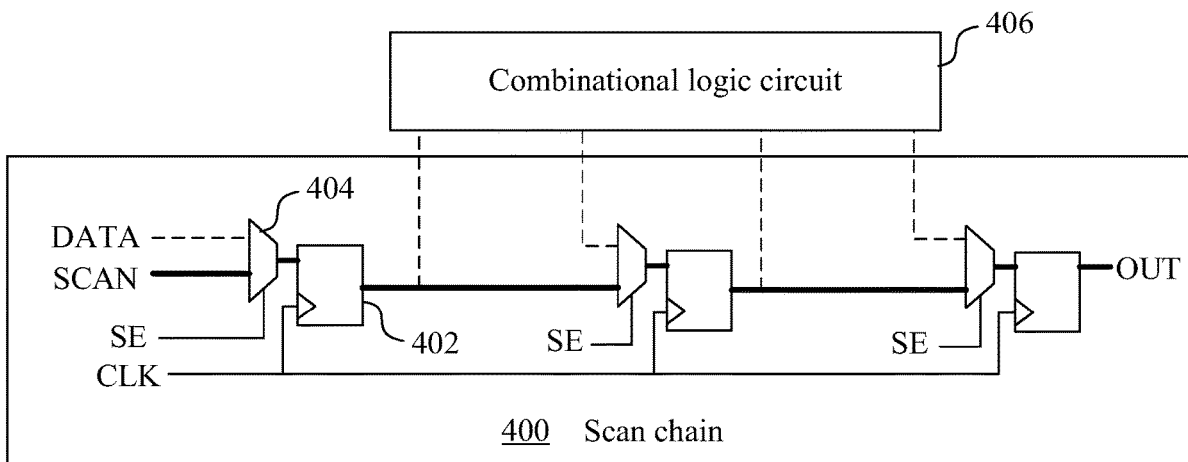 406
Combinational logic circuit
404
DATA
SCAN
OUT
SE
402
SE
SE
CLK
400 Scan chain